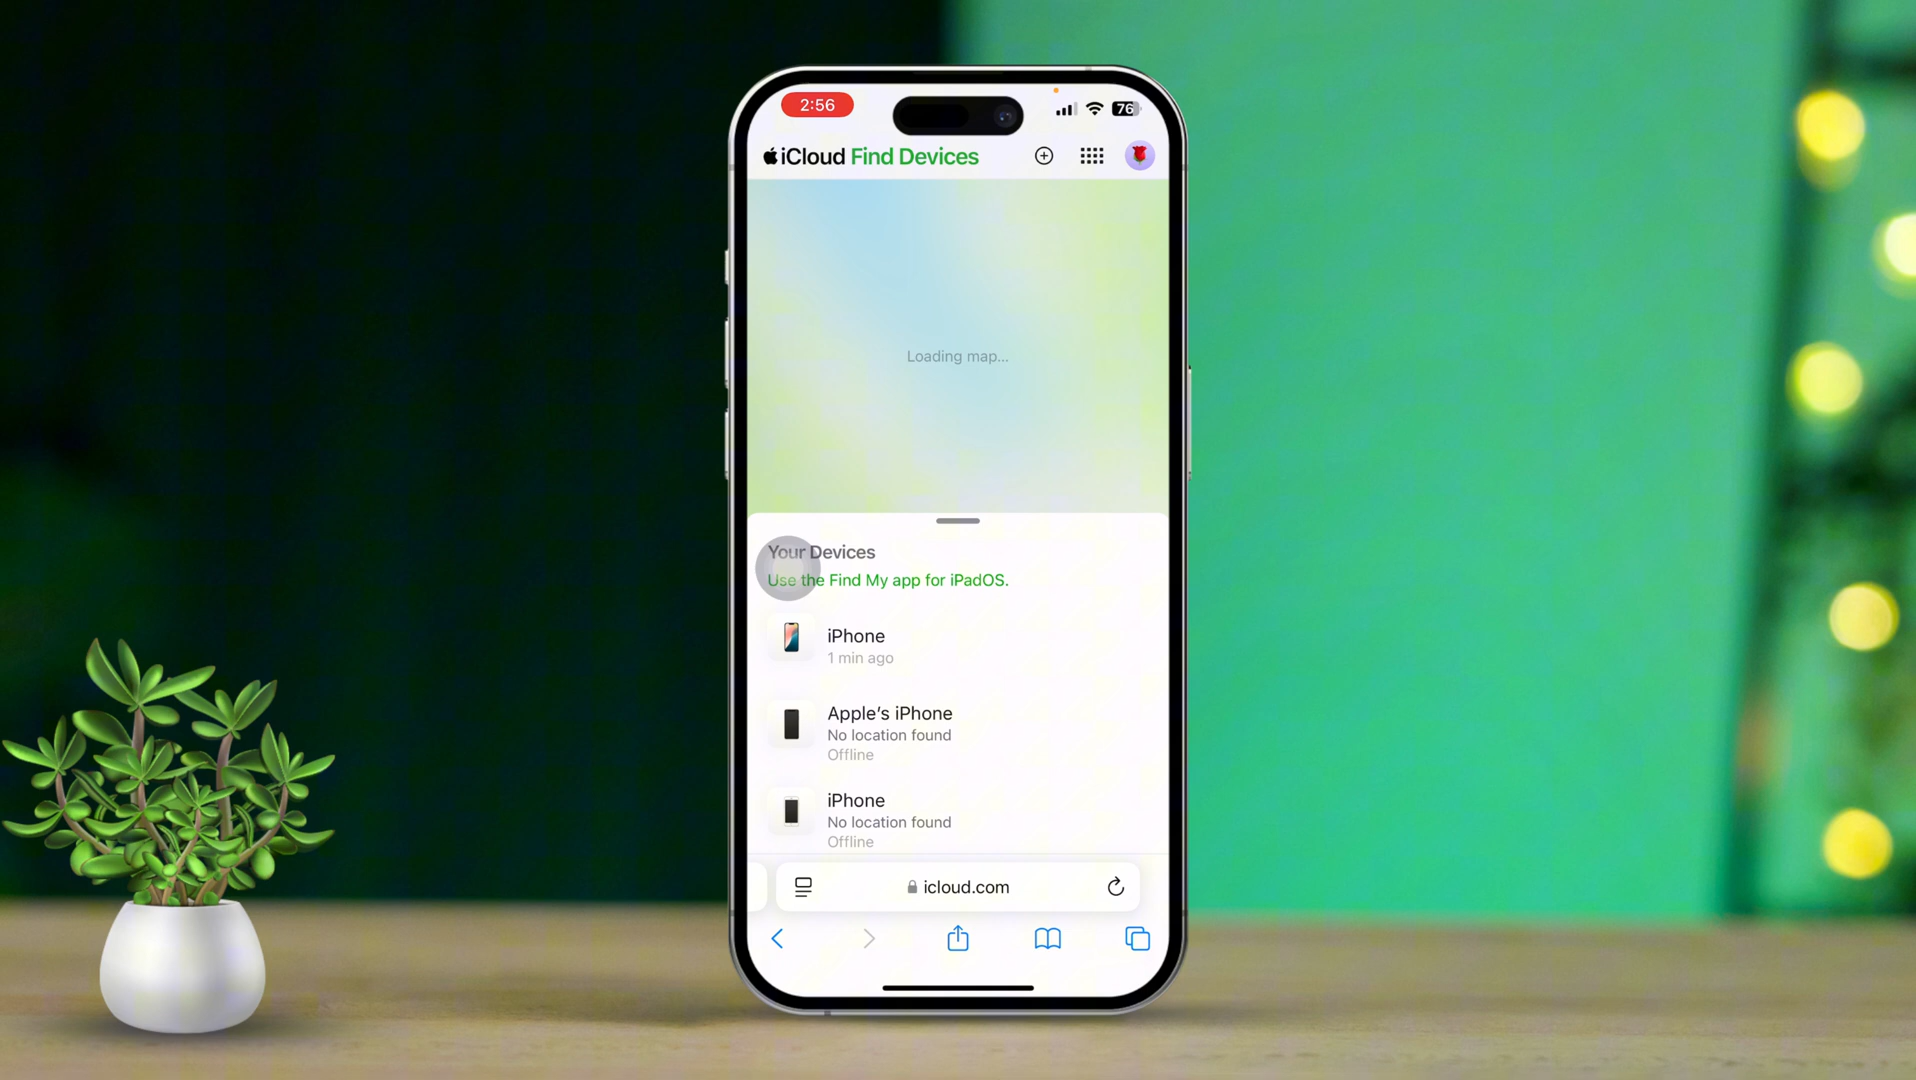 2:56
76
iCloud Find Devices
Loading map...
Your Devices
Use the Find My app for iPadOS.
iPhone
1 min ago
Apple's iPhone
No location found
Offline
iPhone
No location found
Offline
icloud.com